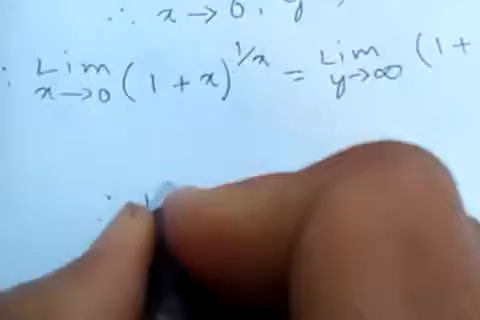 ∴ x → 0, y
∴ Lim x→0 (1 + x)^1/x = Lim y→∞ (1 +
∴